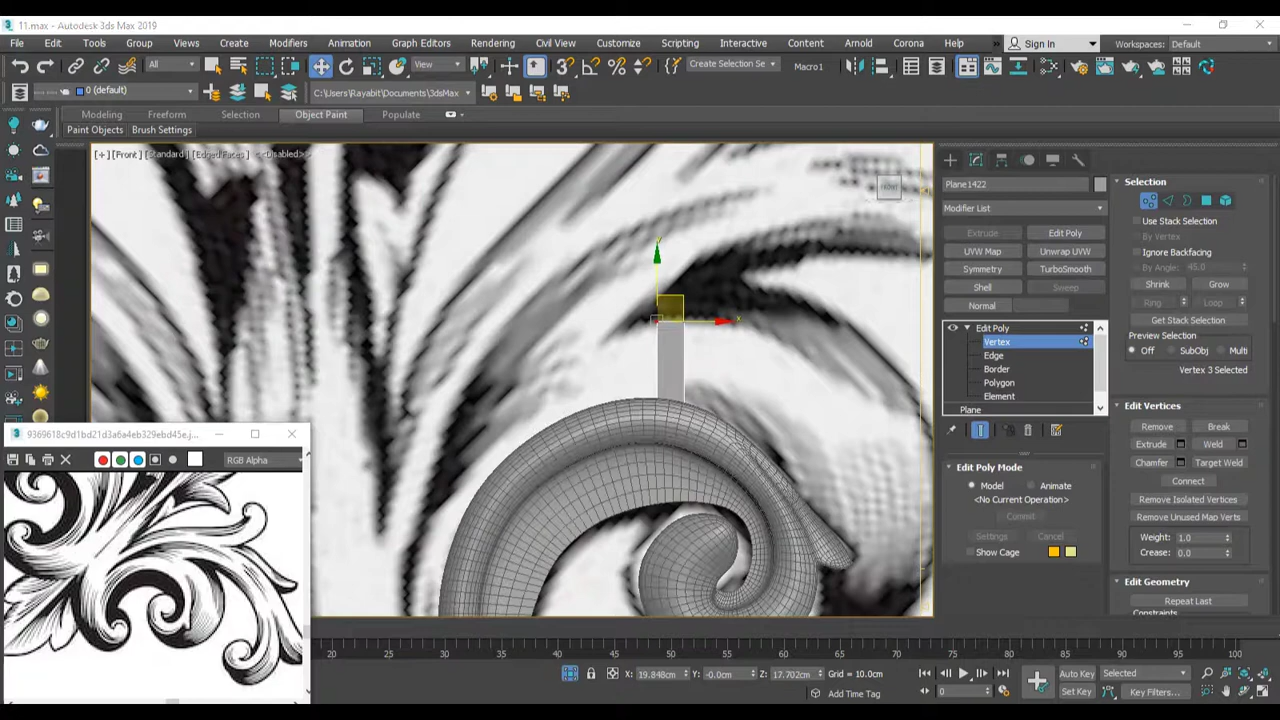 11.max - Autodesk 3ds Max 2019
File Edit Tools Group Views Create Modifiers Animation Graph Editors Rendering Civil View Customize Scripting Interactive Content Arnold Corona Help » Sign In Workspaces: Default
All View Create Selection Se Macro1
0 (default) C:\Users\Rayabit\Documents\3dsMax
Modeling Freeform Selection Object Paint Populate
Paint Objects Brush Settings
[+] [Front] [Standard] [Edged Faces] <<Disabled>>
FRONT
Plane1422
Modifier List
Extrude Edit Poly
UVW Map Unwrap UVW
Symmetry TurboSmooth
Shell Sweep
Normal
Edit Poly
Vertex
Edge
Border
Polygon
Element
Plane
Edit Poly Mode
Model Animate
<No Current Operation>
Commit
Settings Cancel
Show Cage
Selection
Use Stack Selection
By Vertex
Ignore Backfacing
By Angle: 45.0
Shrink Grow
Ring Loop
Get Stack Selection
Preview Selection
Off SubObj Multi
Vertex 3 Selected
Edit Vertices
Remove Break
Extrude Weld
Chamfer Target Weld
Connect
Remove Isolated Vertices
Remove Unused Map Verts
Weight: 1.0
Crease: 0.0
Edit Geometry
Repeat Last
Constraints
y
x
9369618c9d1bd21d3a6a4eb329ebd45e.j...
RGB Alpha
20 25 30 35 40 45 50 55 60 65 70 75 80 85 90 95 100
X: 19.848cm Y: -0.0cm Z: 17.702cm Grid = 10.0cm
Add Time Tag
0
Auto Key Selected
Set Key Key Filters...